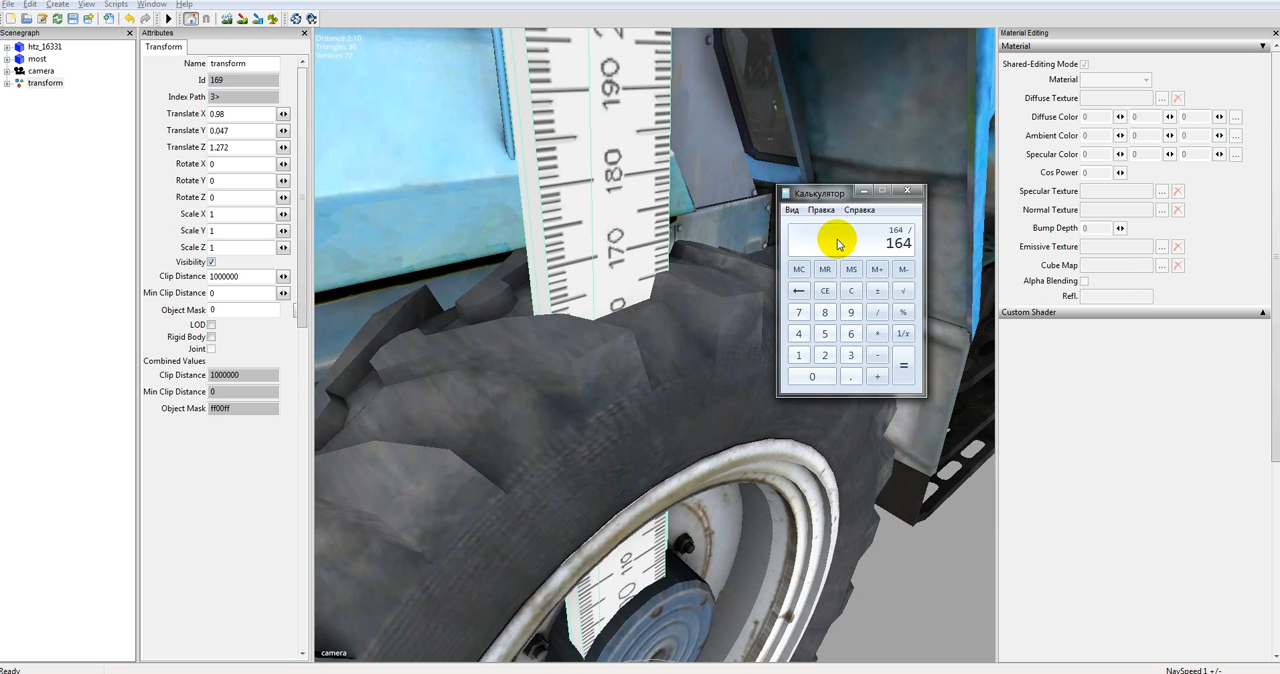 File Edit Create View Scripts Window Help
Scenegraph
htz_16331
most
camera
transform
Attributes
Transform
Name transform
Id 169
Index Path 3>
Translate X 0.98
Translate Y 0.047
Translate Z 1.272
Rotate X 0
Rotate Y 0
Rotate Z 0
Scale X 1
Scale Y 1
Scale Z 1
Visibility
Clip Distance 1000000
Min Clip Distance 0
Object Mask 0
LOD
Rigid Body
Joint
Combined Values
Clip Distance 1000000
Min Clip Distance 0
Object Mask ff00ff
Distance 2.10
Triangles 36
Vertices 72
190
180
170
110
camera
Калькулятор
Вид Правка Справка
164 /
164
MC MR MS M+ M-
← CE C ± √
7 8 9 / %
4 5 6 * 1/x
1 2 3 - =
0 , +
Material Editing
Material
Shared-Editing Mode
Material
Diffuse Texture ...
Diffuse Color 0 0 0 ...
Ambient Color 0 0 0 ...
Specular Color 0 0 0 ...
Cos Power 0
Specular Texture ...
Normal Texture ...
Bump Depth 0
Emissive Texture ...
Cube Map ...
Alpha Blending
Refl.
Custom Shader
Ready
NavSpeed 1 +/-